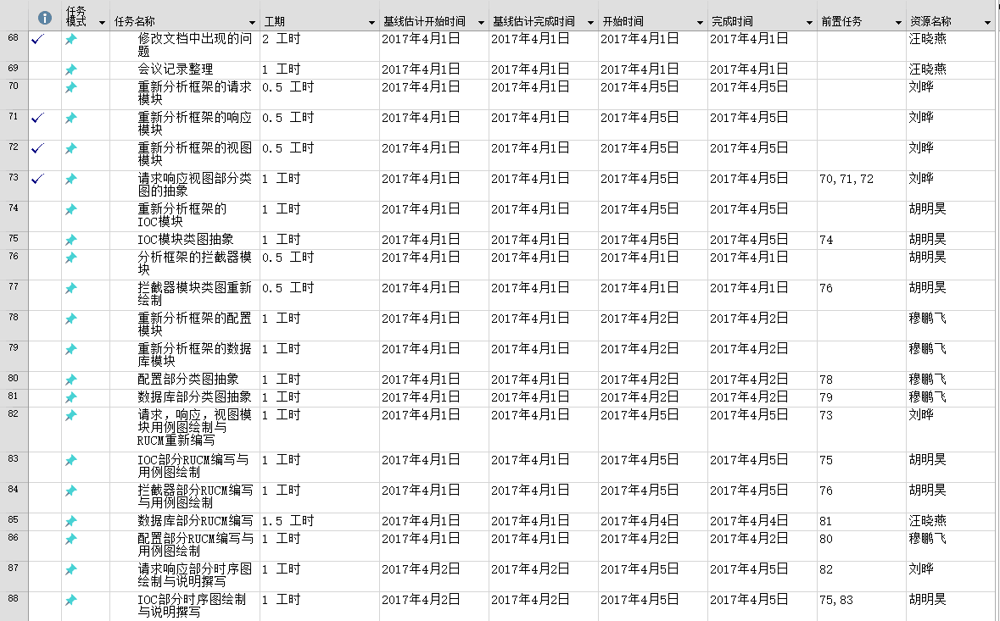 任务模式 任务名称 工期 基线估计开始时间 基线估计完成时间 开始时间 完成时间 前置任务 资源名称
68 修改文档中出现的问题 2 工时 2017年4月1日 2017年4月1日 2017年4月1日 2017年4月1日 汪晓燕
69 会议记录整理 1 工时 2017年4月1日 2017年4月1日 2017年4月1日 2017年4月1日 汪晓燕
70 重新分析框架的请求模块 0.5 工时 2017年4月1日 2017年4月1日 2017年4月5日 2017年4月5日 刘晔
71 重新分析框架的响应模块 0.5 工时 2017年4月1日 2017年4月1日 2017年4月5日 2017年4月5日 刘晔
72 重新分析框架的视图模块 0.5 工时 2017年4月1日 2017年4月1日 2017年4月5日 2017年4月5日 刘晔
73 请求响应视图部分类图的抽象 1 工时 2017年4月1日 2017年4月1日 2017年4月5日 2017年4月5日 70,71,72 刘晔
74 重新分析框架的IOC模块 1 工时 2017年4月1日 2017年4月1日 2017年4月5日 2017年4月5日 胡明昊
75 IOC模块类图抽象 1 工时 2017年4月1日 2017年4月1日 2017年4月5日 2017年4月5日 74 胡明昊
76 分析框架的拦截器模块 0.5 工时 2017年4月1日 2017年4月1日 2017年4月1日 2017年4月1日 胡明昊
77 拦截器模块类图重新绘制 0.5 工时 2017年4月1日 2017年4月1日 2017年4月1日 2017年4月1日 76 胡明昊
78 重新分析框架的配置模块 1 工时 2017年4月1日 2017年4月1日 2017年4月2日 2017年4月2日 穆鹏飞
79 重新分析框架的数据库模块 1 工时 2017年4月1日 2017年4月1日 2017年4月2日 2017年4月2日 穆鹏飞
80 配置部分类图抽象 1 工时 2017年4月1日 2017年4月1日 2017年4月2日 2017年4月2日 78 穆鹏飞
81 数据库部分类图抽象 1 工时 2017年4月1日 2017年4月1日 2017年4月2日 2017年4月2日 79 穆鹏飞
82 请求，响应，视图模块用例图绘制与RUCM重新编写 1 工时 2017年4月1日 2017年4月1日 2017年4月5日 2017年4月5日 73 刘晔
83 IOC部分RUCM编写与用例图绘制 1 工时 2017年4月1日 2017年4月1日 2017年4月5日 2017年4月5日 75 胡明昊
84 拦截器部分RUCM编写与用例图绘制 1 工时 2017年4月1日 2017年4月1日 2017年4月5日 2017年4月5日 76 胡明昊
85 数据库部分RUCM编写 1.5 工时 2017年4月1日 2017年4月1日 2017年4月4日 2017年4月4日 81 汪晓燕
86 配置部分RUCM编写与用例图绘制 1 工时 2017年4月1日 2017年4月1日 2017年4月2日 2017年4月2日 80 穆鹏飞
87 请求响应部分时序图绘制与说明撰写 1 工时 2017年4月2日 2017年4月2日 2017年4月5日 2017年4月5日 82 刘晔
88 IOC部分时序图绘制与说明撰写 1 工时 2017年4月2日 2017年4月2日 2017年4月5日 2017年4月5日 75,83 胡明昊